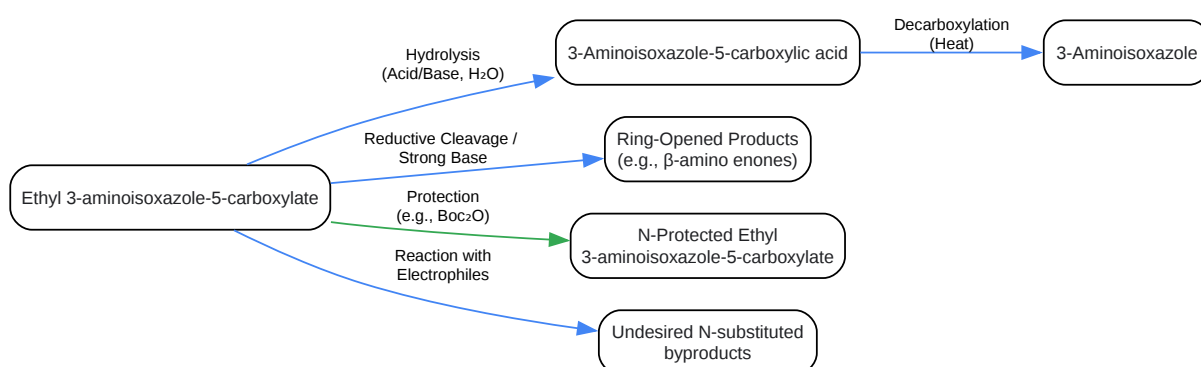 Decarboxylation
(Heat)
Hydrolysis
(Acid/Base, H₂O)
3-Aminoisoxazole-5-carboxylic acid
3-Aminoisoxazole
Reductive Cleavage /
Strong Base
Ring-Opened Products
(e.g., β-amino enones)
Ethyl 3-aminoisoxazole-5-carboxylate
Protection
(e.g., Boc₂O)
N-Protected Ethyl
3-aminoisoxazole-5-carboxylate
Reaction with
Electrophiles
Undesired N-substituted
byproducts